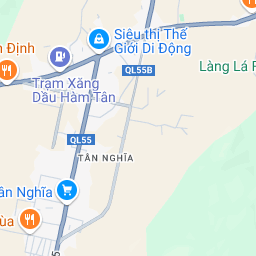 Siêu thị Thế
Giới Di Động
Định
QL55B
Làng Lá
Trạm Xăng
Dầu Hàm Tân
QL55
TÂN NGHĨA
ân Nghĩa
ùa